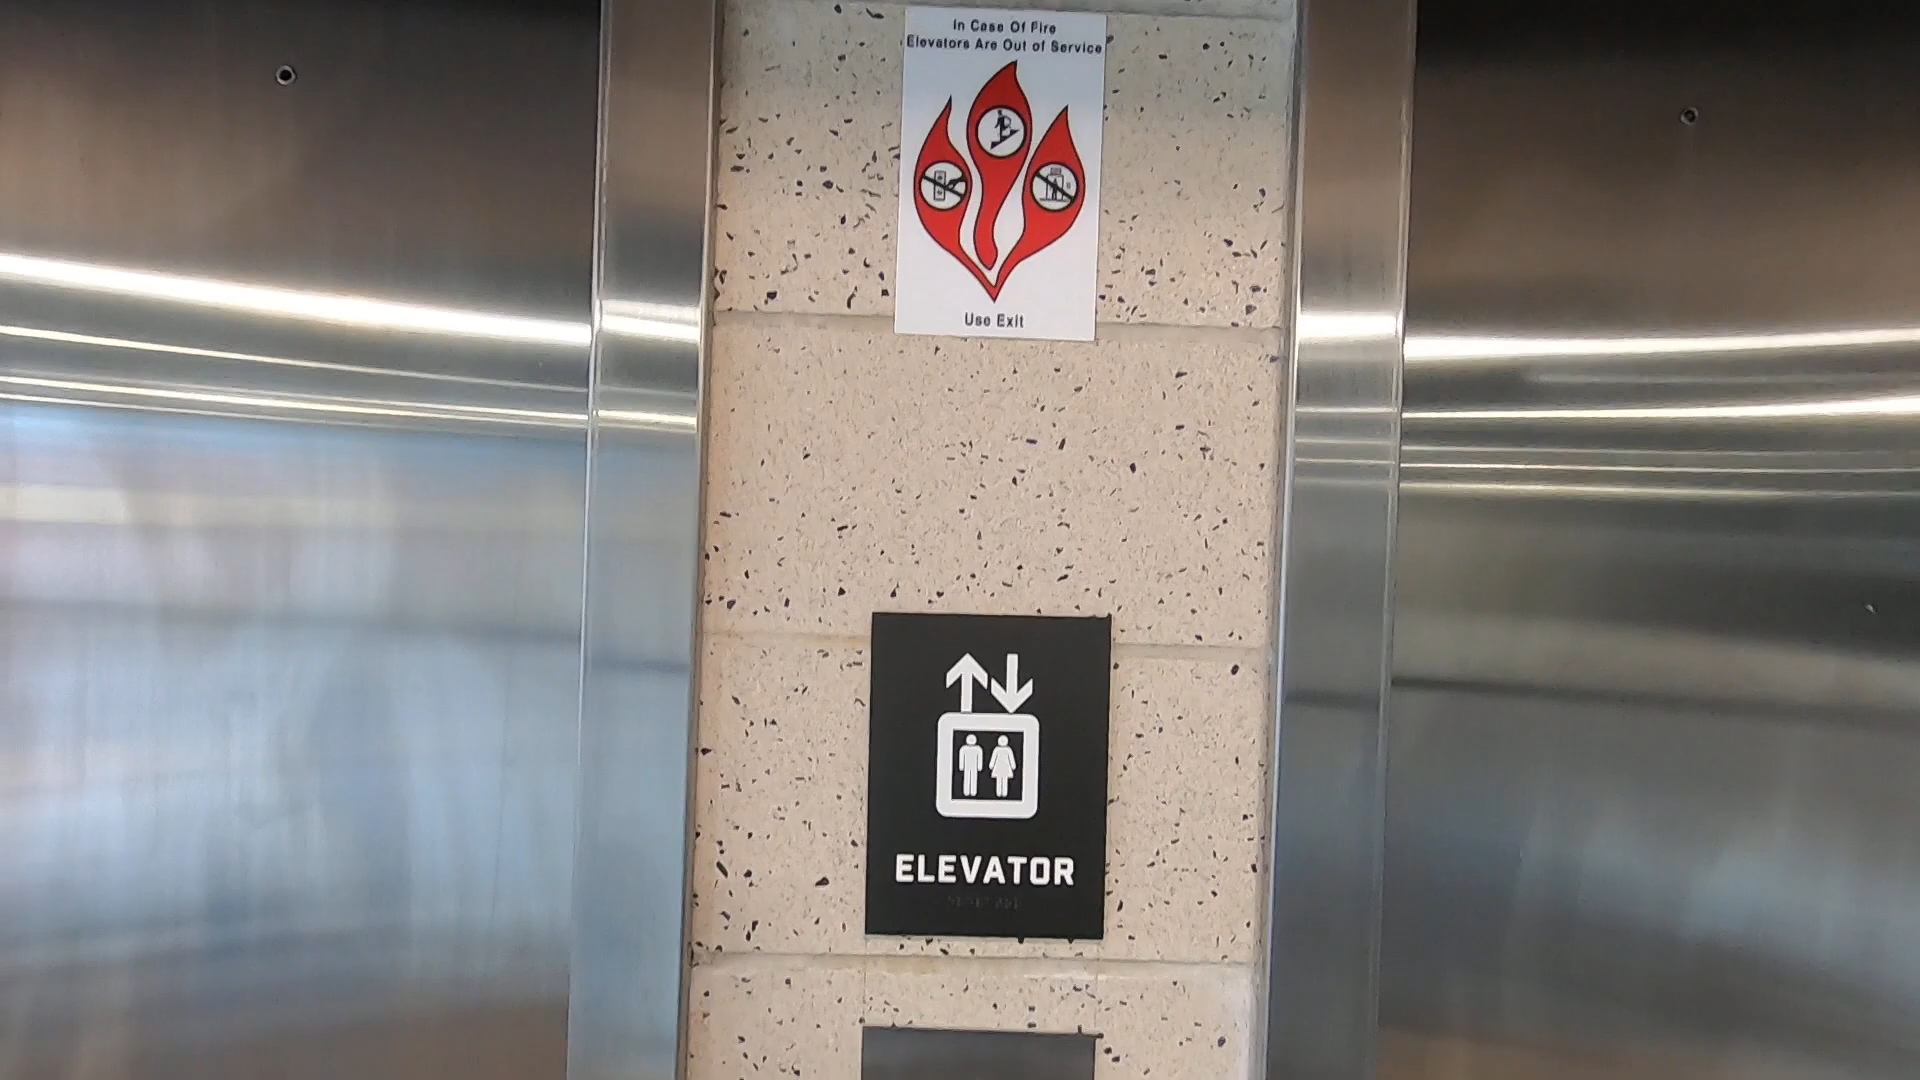 In Case Of Fire
Elevators Are Out of Service
Use Exit
ELEVATOR